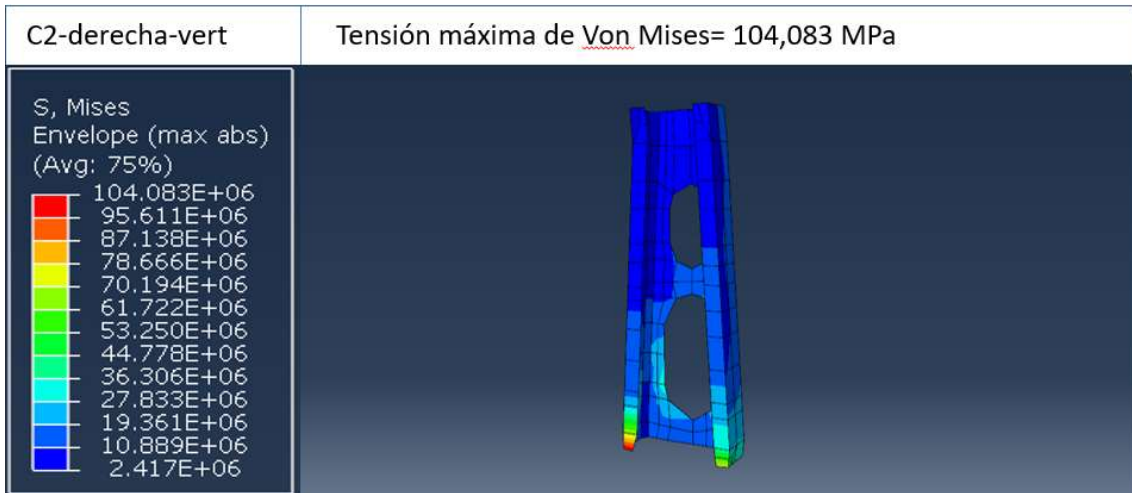 C2-derecha-vert
Tensión máxima de Von Mises= 104,083 MPa
S, Mises
Envelope (max abs)
(Avg: 75%)
104.083E+06
95.611E+06
87.138E+06
78.666E+06
70.194E+06
61.722E+06
53.250E+06
44.778E+06
36.306E+06
27.833E+06
19.361E+06
10.889E+06
2.417E+06